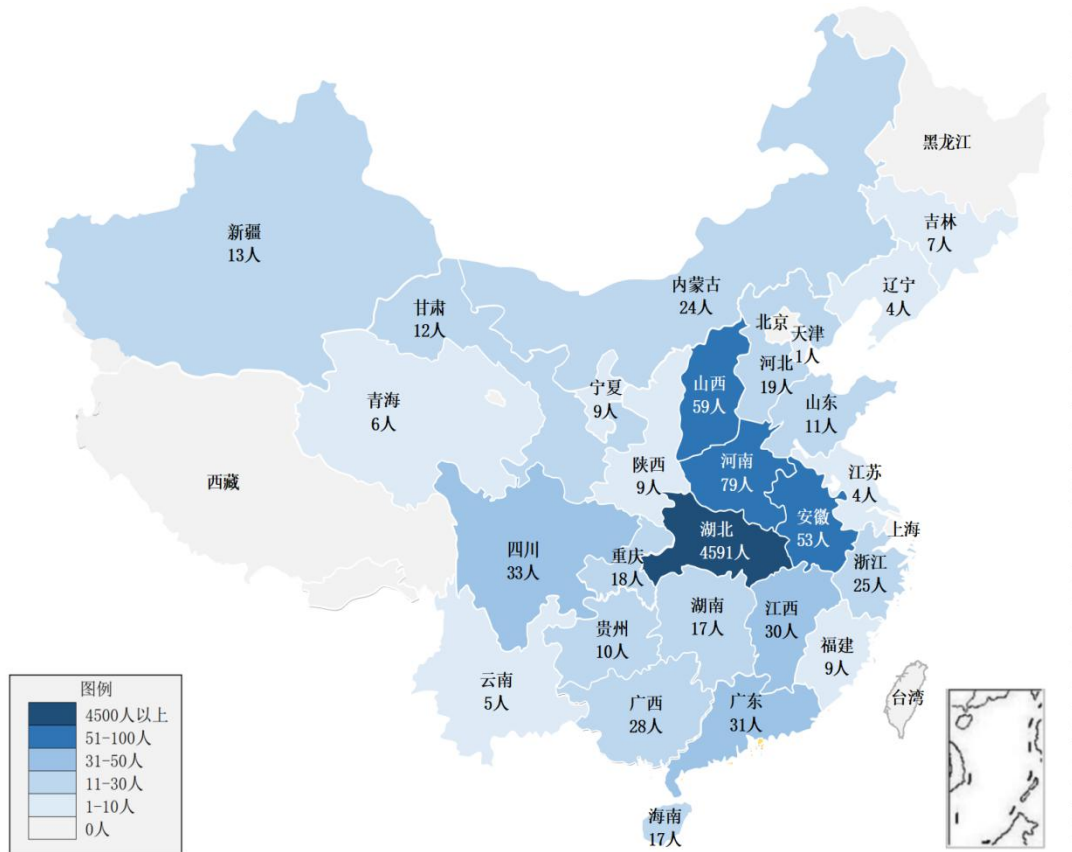 黑龙江
吉林
7人
辽宁
4人
新疆
13人
内蒙古
24人
甘肃
12人
北京
天津
1人
河北
19人
山西
59人
宁夏
9人
青海
6人
山东
11人
陕西
9人
河南
79人
江苏
4人
西藏
安徽
53人
上海
湖北
4591人
四川
33人
重庆
18人
浙江
25人
湖南
17人
江西
30人
贵州
10人
福建
9人
云南
5人
广西
28人
广东
31人
台湾
海南
17人
图例
4500人以上
51-100人
31-50人
11-30人
1-10人
0人